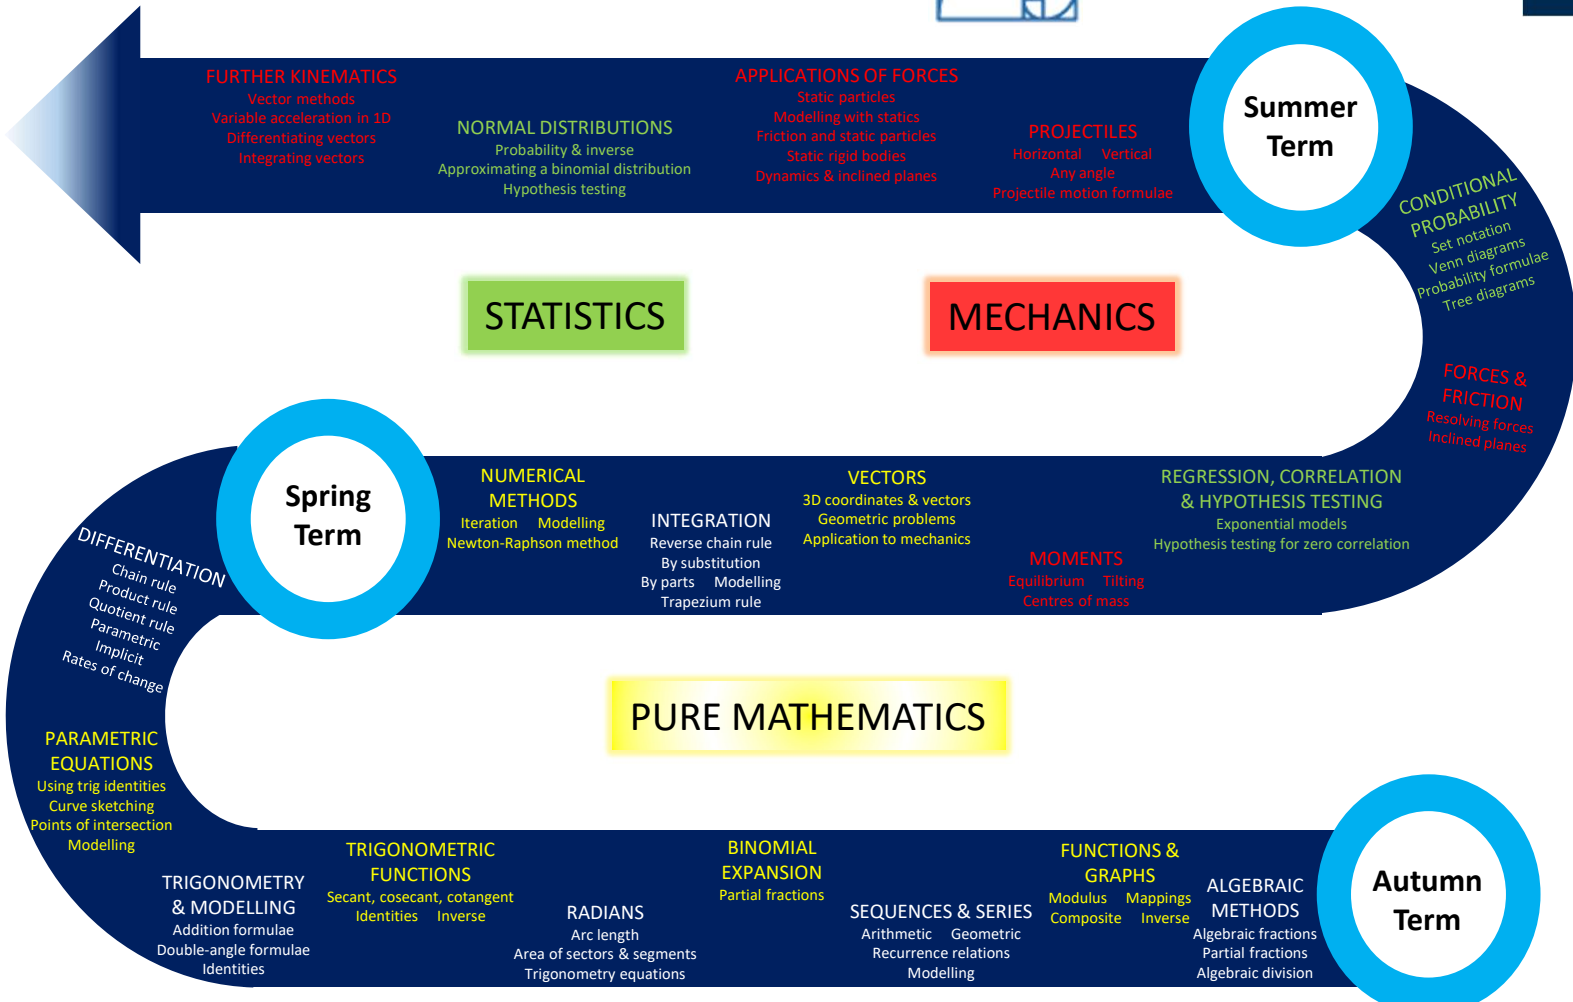 FURTHER KINEMATICS
Vector methods
Variable acceleration in 1D
Differentiating vectors
Integrating vectors
NORMAL DISTRIBUTIONS
Probability & inverse
Approximating a binomial distribution
Hypothesis testing
APPLICATIONS OF FORCES
Static particles
Modelling with statics
Friction and static particles
Static rigid bodies
Dynamics & inclined planes
PROJECTILES
Horizontal Vertical
Any angle
Projectile motion formulae
Summer
Term
CONDITIONAL
PROBABILITY
Set notation
Venn diagrams
Probability formulae
Tree diagrams
STATISTICS
MECHANICS
FORCES &
FRICTION
Resolving forces
Inclined planes
Spring
Term
NUMERICAL
METHODS
Iteration Modelling
Newton-Raphson method
INTEGRATION
Reverse chain rule
By substitution
By parts Modelling
Trapezium rule
VECTORS
3D coordinates & vectors
Geometric problems
Application to mechanics
MOMENTS
Equilibrium Tilting
Centres of mass
REGRESSION, CORRELATION
& HYPOTHESIS TESTING
Exponential models
Hypothesis testing for zero correlation
DIFFERENTIATION
Chain rule
Product rule
Quotient rule
Parametric
Implicit
Rates of change
PURE MATHEMATICS
PARAMETRIC
EQUATIONS
Using trig identities
Curve sketching
Points of intersection
Modelling
TRIGONOMETRY
& MODELLING
Addition formulae
Double-angle formulae
Identities
TRIGONOMETRIC
FUNCTIONS
Secant, cosecant, cotangent
Identities Inverse
RADIANS
Arc length
Area of sectors & segments
Trigonometry equations
BINOMIAL
EXPANSION
Partial fractions
SEQUENCES & SERIES
Arithmetic Geometric
Recurrence relations
Modelling
FUNCTIONS &
GRAPHS
Modulus Mappings
Composite Inverse
ALGEBRAIC
METHODS
Algebraic fractions
Partial fractions
Algebraic division
Autumn
Term